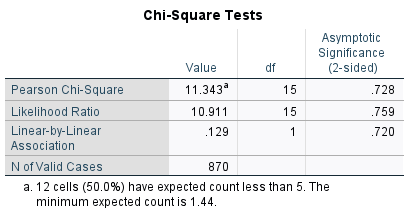 Chi-Square Tests
Value df Asymptotic Significance (2-sided)
Pearson Chi-Square 11.343a 15 .728
Likelihood Ratio 10.911 15 .759
Linear-by-Linear Association .129 1 .720
N of Valid Cases 870
a. 12 cells (50.0%) have expected count less than 5. The
minimum expected count is 1.44.